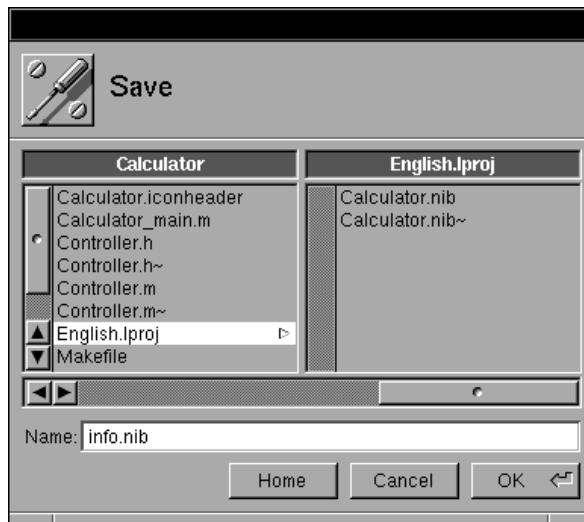 Save
Calculator
Calculator.iconheader
Calculator_main.m
Controller.h
Controller.h~
Controller.m
Controller.m~
English.lproj
Makefile
English.lproj
Calculator.nib
Calculator.nib~
Name: info.nib
Home Cancel OK